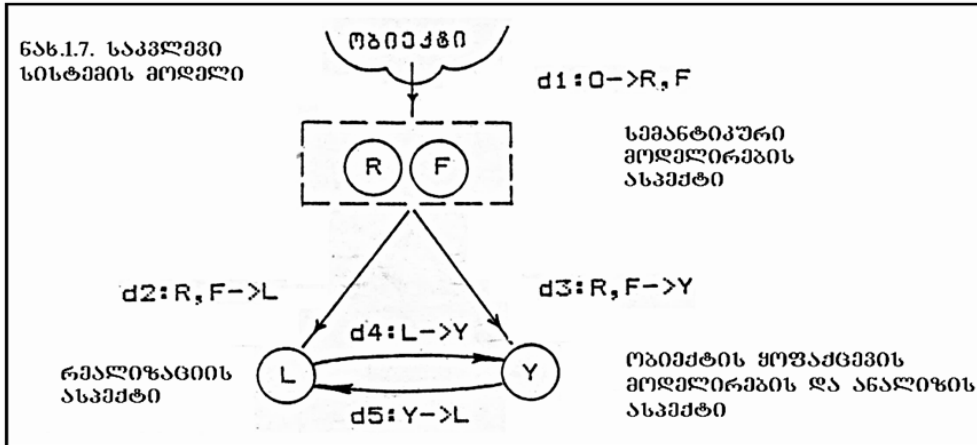 ნახ.1.7. საკვლევი
სისტემის მოდელი
ობიექტი
d1:O->R,F
სემანტიკური
მოდელირების
ასპექტი
R F
d2:R,F->L
d3:R,F->Y
d4:L->Y
რეალიზაციის
ასპექტი
L
Y
ობიექტის ყოფაქცევის
მოდელირების და ანალიზის
ასპექტი
d5:Y->L